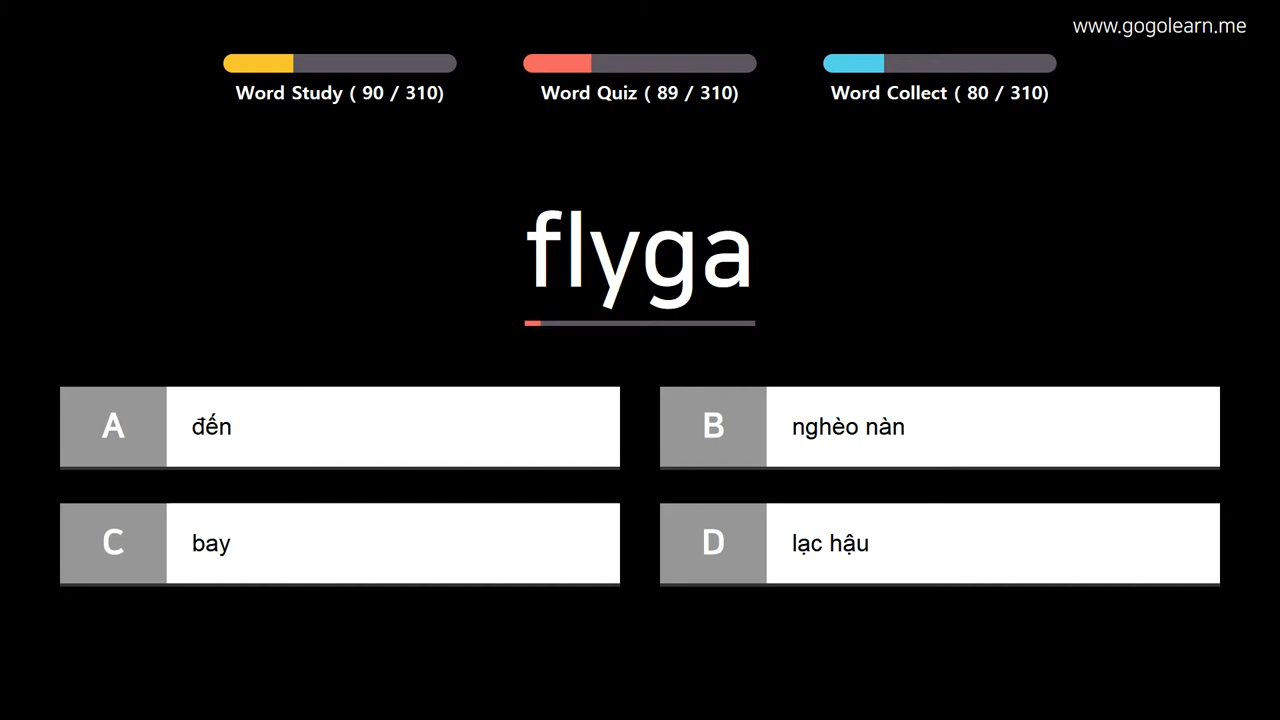 www.gogolearn.me
Word Study ( 90 / 310)
Word Quiz ( 89 / 310)
Word Collect ( 80 / 310)
flyga
A
đến
B
nghèo nàn
C
bay
D
lạc hậu